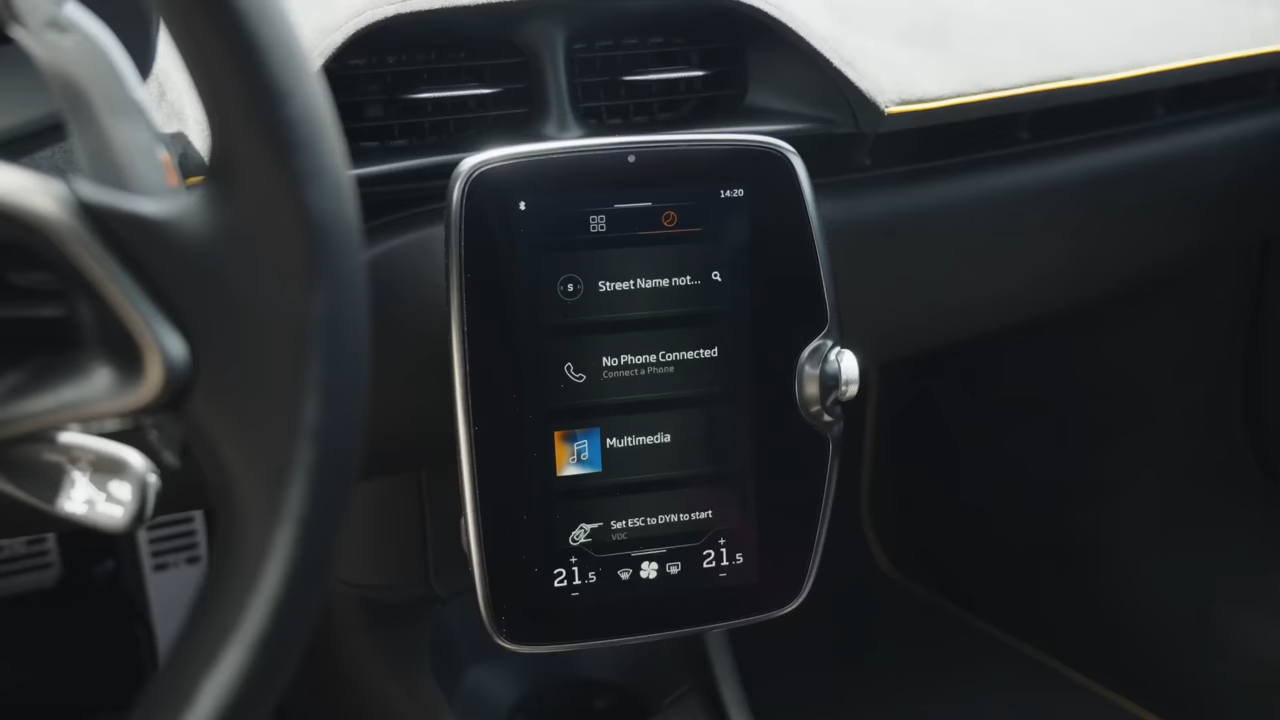 14:20
S
Street Name not...
No Phone Connected
Connect a Phone
Multimedia
Set ESC to DYN to start
VDC
+ +
21.5 21.5
− −